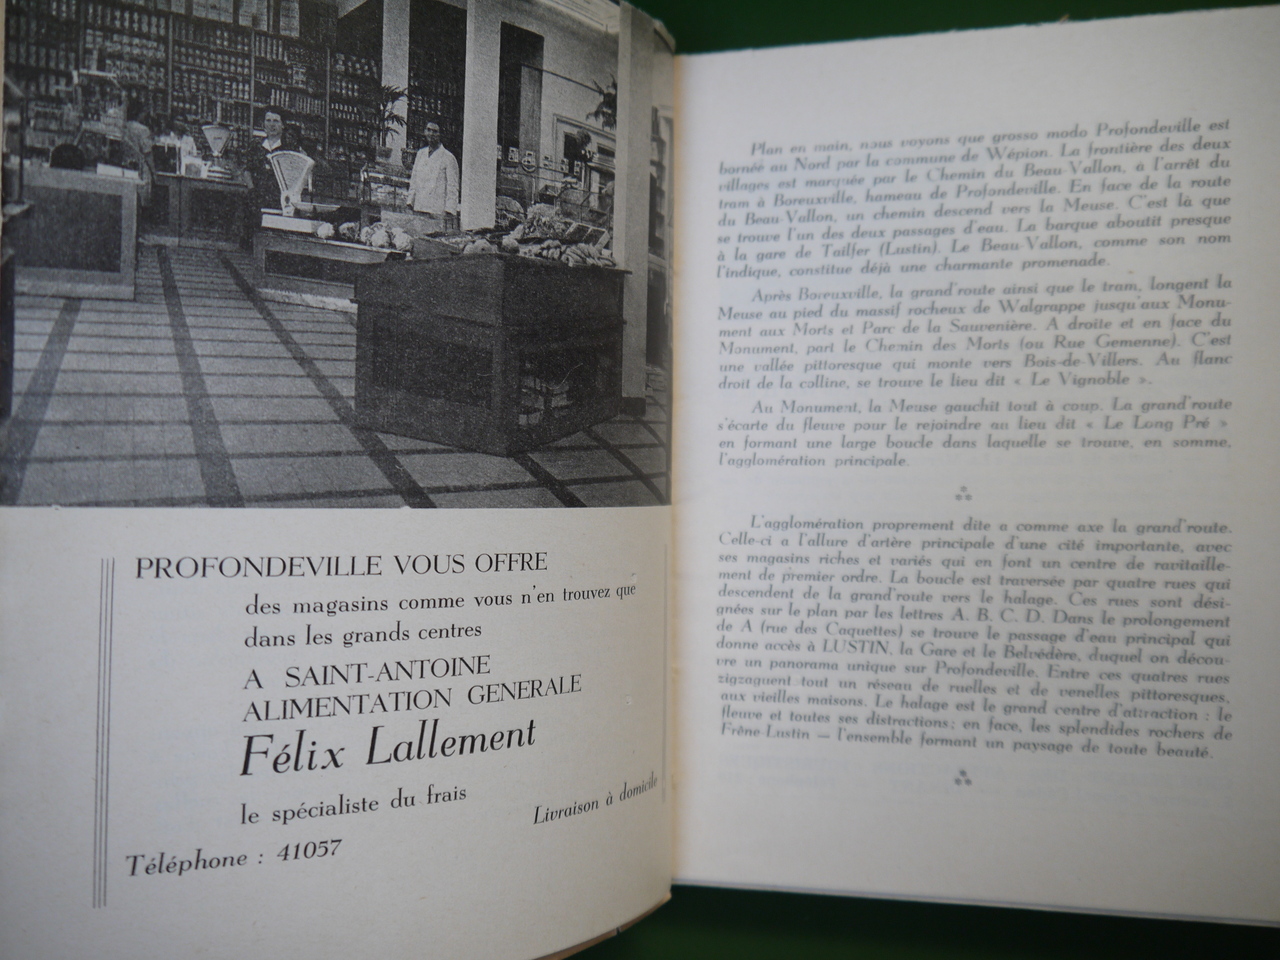 PROFONDEVILLE VOUS OFFRE
des magasins comme vous n'en trouvez que
dans les grands centres
A SAINT-ANTOINE
ALIMENTATION GENERALE
Félix Lallement
le spécialiste du frais
Livraison à domicile
Téléphone : 41057
Plan en main, nous voyons que grosso modo Profondeville est
bornée au Nord par la commune de Wépion. La frontière des deux
villages est marquée par le Chemin du Beau-Vallon, à l'arrêt du
tram à Boreuxville, hameau de Profondeville. En face de la route
du Beau-Vallon, un chemin descend vers la Meuse. C'est là que
se trouve l'un des deux passages d'eau. La barque aboutit presque
à la gare de Tailfer (Lustin). Le Beau-Vallon, comme son nom
l'indique, constitue déjà une charmante promenade.
Après Boreuxville, la grand'route ainsi que le tram, longent la
Meuse au pied du massif rocheux de Walgrappe jusqu'aux Monu-
ment aux Morts et Parc de la Sauvenière. A droite et en face du
Monument, part le Chemin des Morts (ou Rue Gemenne). C'est
une vallée pittoresque qui monte vers Bois-de-Villers. Au flanc
droit de la colline, se trouve le lieu dit « Le Vignoble ».
Au Monument, la Meuse gauchit tout à coup. La grand'route
s'écarte du fleuve pour le rejoindre au lieu dit « Le Long Pré »
en formant une large boucle dans laquelle se trouve, en somme,
l'agglomération principale.
L'agglomération proprement dite a comme axe la grand'route.
Celle-ci a l'allure d'artère principale d'une cité importante, avec
ses magasins riches et variés qui en font un centre de ravitaille-
ment de premier ordre. La boucle est traversée par quatre rues qui
descendent de la grand'route vers le halage. Ces rues sont dési-
gnées sur le plan par les lettres A. B. C. D. Dans le prolongement
de A (rue des Caquettes) se trouve le passage d'eau principal qui
donne accès à LUSTIN, la Gare et le Belvédère, duquel on décou-
vre un panorama unique sur Profondeville. Entre ces quatres rues
zigzaguent tout un réseau de ruelles et de venelles pittoresques,
aux vieilles maisons. Le halage est le grand centre d'attraction : le
fleuve et toutes ses distractions; en face, les splendides rochers de
Frêne Lustin — l'ensemble formant un paysage de toute beauté.